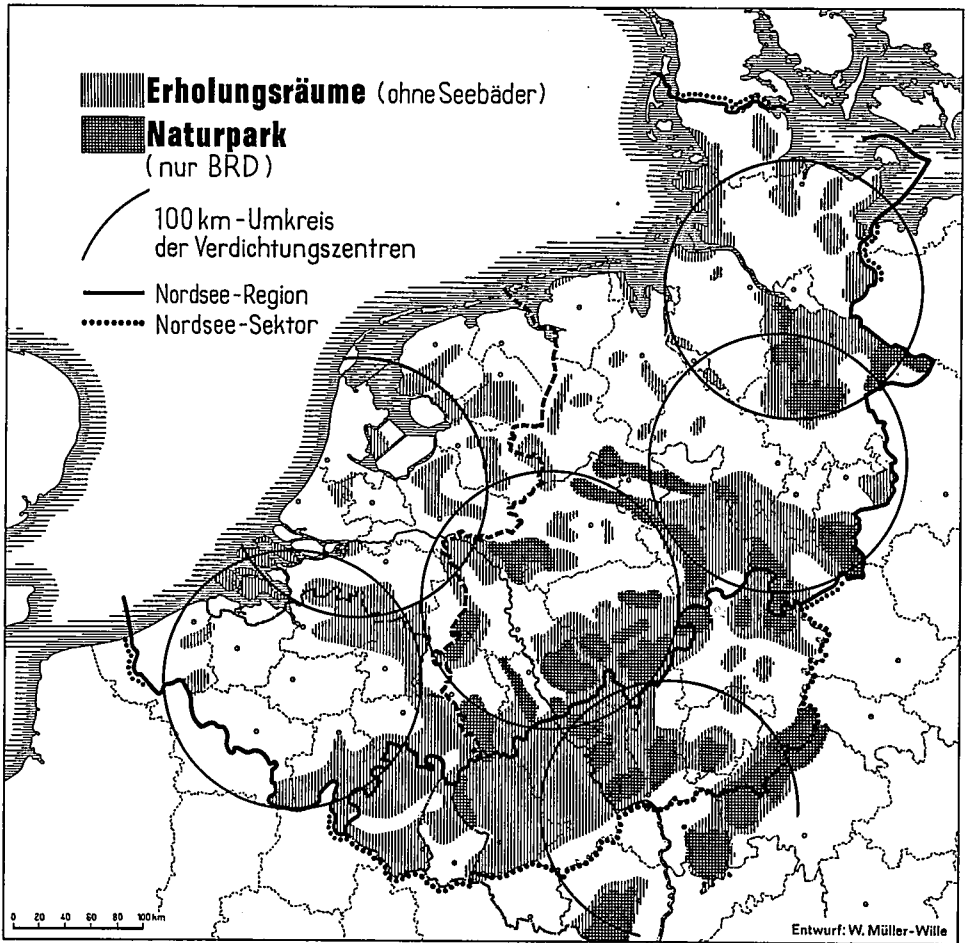 Erholungsräume (ohne Seebäder)
Naturpark
(nur BRD)
100 km-Umkreis
der Verdichtungszentren
Nordsee-Region
Nordsee-Sektor
0 20 40 60 80 100km
Entwurf: W. Müller-Wille